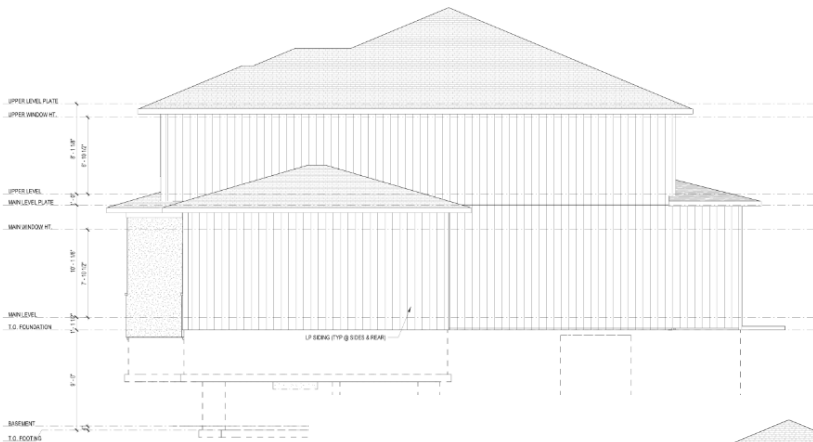 UPPER LEVEL PLATE
UPPER WINDOW HT.
8' - 1 1/8"
6' - 10 1/2"
UPPER LEVEL
MAIN LEVEL PLATE
MAIN WINDOW HT.
10' - 1 1/8"
7' - 10 1/2"
MAIN LEVEL
T.O. FOUNDATION
LP SIDING (TYP @ SIDES & REAR)
9' - 0"
BASEMENT
T.O. FOOTING